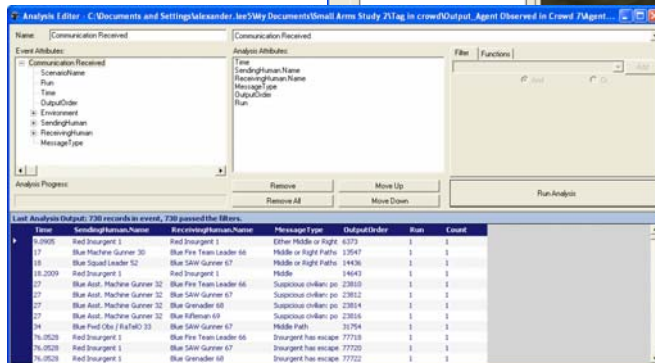 Analysis Editor - C:\Documents and Settings\alexander.lee5\My Documents\Small Arms Study 7\Tag in crowd\Output_Agent Observed in Crowd 7\Agent...
Name: Communication Received Communication Received
Event Attributes: Analysis Attributes: Filter Functions
Communication Received
ScenarioName
Run
Time
OutputOrder
Environment
SendingHuman
ReceivingHuman
MessageType
Time
SendingHuman.Name
ReceivingHuman.Name
MessageType
OutputOrder
Run
Add
And Or
Analysis Progress:
Remove Move Up
Remove All Move Down
Run Analysis
Last Analysis Output: 730 records in event, 730 passed the filters.
Time SendingHuman.Name ReceivingHuman.Name MessageType OutputOrder Run Count
9.0905 Red Insurgent 1 Red Insurgent 1 Either Middle or Right 6373 1 1
17 Blue Machine Gunner 30 Blue Fire Team Leader 66 Middle or Right Paths 13547 1 1
18 Blue Squad Leader 52 Blue SAW Gunner 67 Middle or Right Paths 14436 1 1
18.2009 Red Insurgent 1 Red Insurgent 1 Middle 14643 1 1
27 Blue Asst. Machine Gunner 32 Blue Fire Team Leader 66 Suspicious civilian: po 23810 1 1
27 Blue Asst. Machine Gunner 32 Blue SAW Gunner 67 Suspicious civilian: po 23812 1 1
27 Blue Asst. Machine Gunner 32 Blue Grenadier 68 Suspicious civilian: po 23814 1 1
27 Blue Asst. Machine Gunner 32 Blue Rifleman 69 Suspicious civilian: po 23816 1 1
34 Blue Fwd Obs / RaTelO 33 Blue SAW Gunner 67 Middle Path 31754 1 1
76.0528 Red Insurgent 1 Blue Fire Team Leader 66 Insurgent has escape 77718 1 1
76.0528 Red Insurgent 1 Blue SAW Gunner 67 Insurgent has escape 77720 1 1
76.0528 Red Insurgent 1 Blue Grenadier 68 Insurgent has escape 77722 1 1